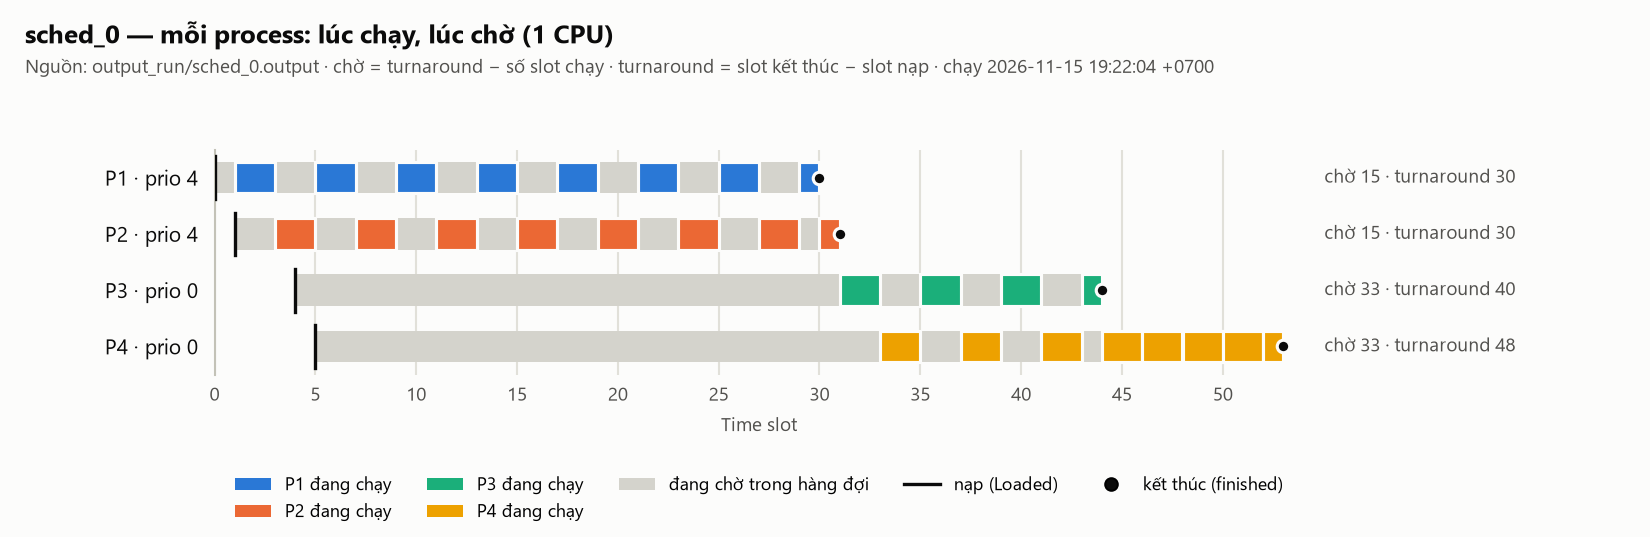 sched_0 — mỗi process: lúc chạy, lúc chờ (1 CPU)
Nguồn: output_run/sched_0.output · chờ = turnaround − số slot chạy · turnaround = slot kết thúc − slot nạp · chạy 2026-11-15 19:22:04 +0700
P1 · prio 4
chờ 15 · turnaround 30
P2 · prio 4
chờ 15 · turnaround 30
P3 · prio 0
chờ 33 · turnaround 40
P4 · prio 0
chờ 33 · turnaround 48
0 5 10 15 20 25 30 35 40 45 50
Time slot
P1 đang chạy P3 đang chạy đang chờ trong hàng đợi nạp (Loaded) kết thúc (finished)
P2 đang chạy P4 đang chạy